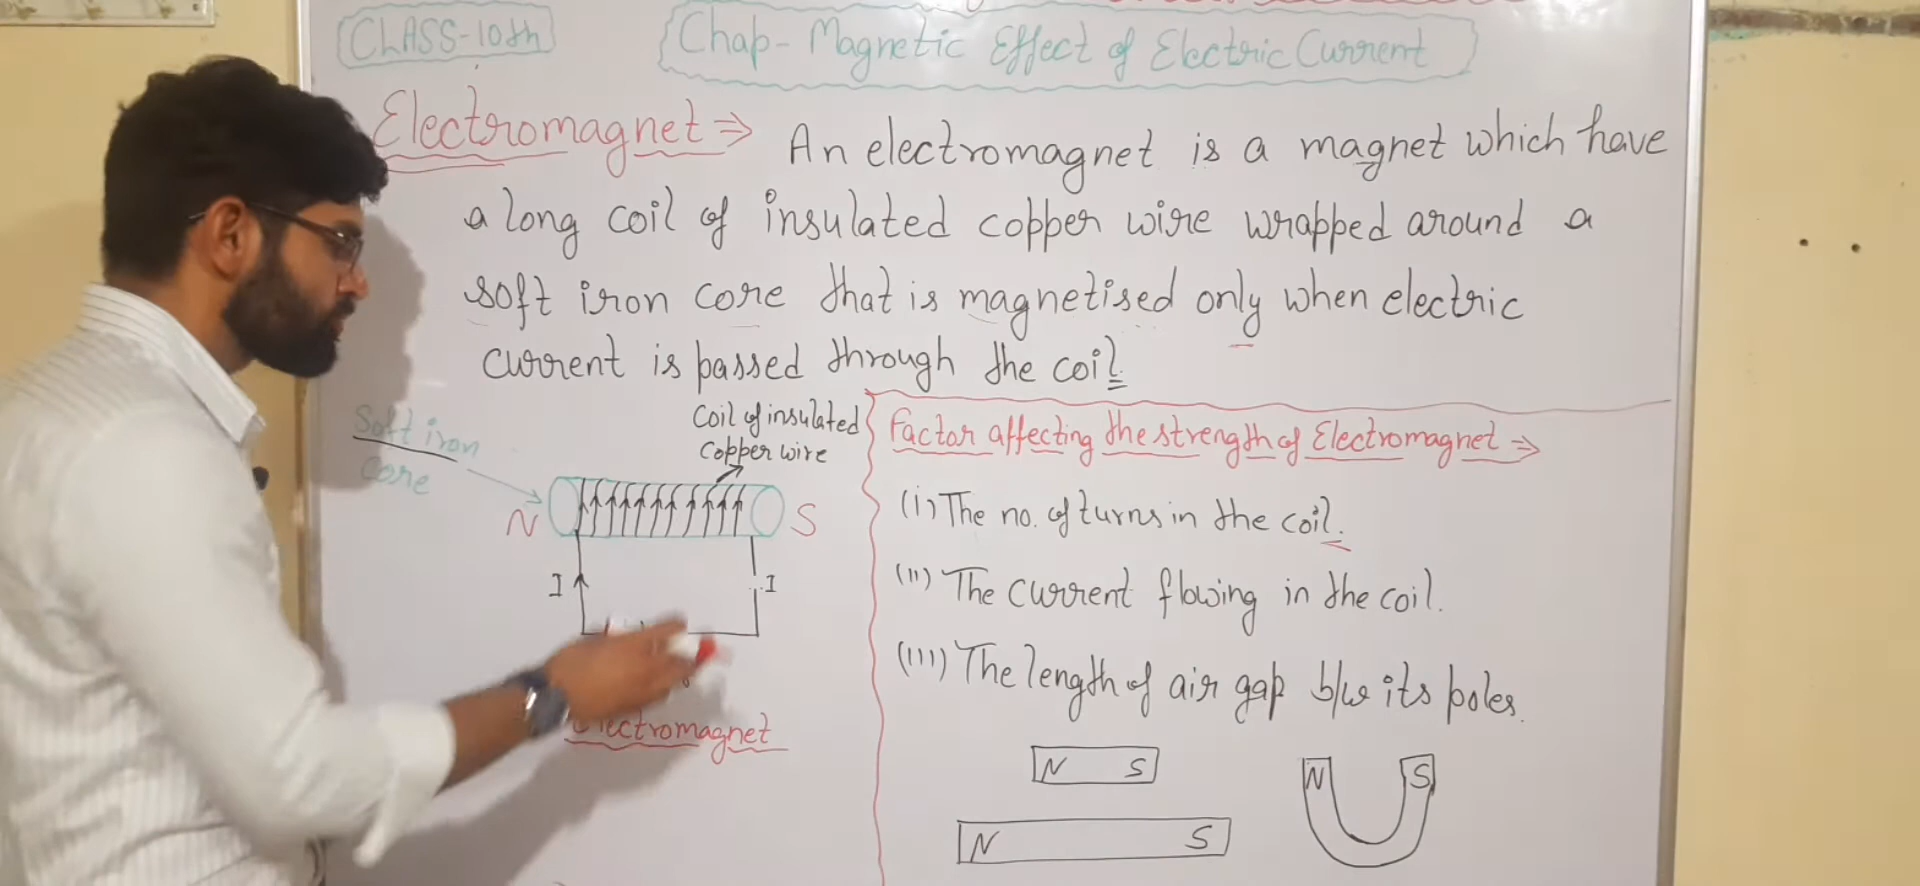 CLASS-10th
Chap- Magnetic Effect of Electric Current
Electromagnet ⇒ An electromagnet is a magnet which have
a long coil of insulated copper wire wrapped around a
soft iron core that is magnetised only when electric
current is passed through the coil.
Soft iron
core
Coil of insulated
Copper wire
N
S
I
I
Electromagnet
Factor affecting the strength of Electromagnet ⇒
(i) The no. of turns in the coil.
(ii) The current flowing in the coil.
(iii) The length of air gap b/w its poles.
N S
N S
N S